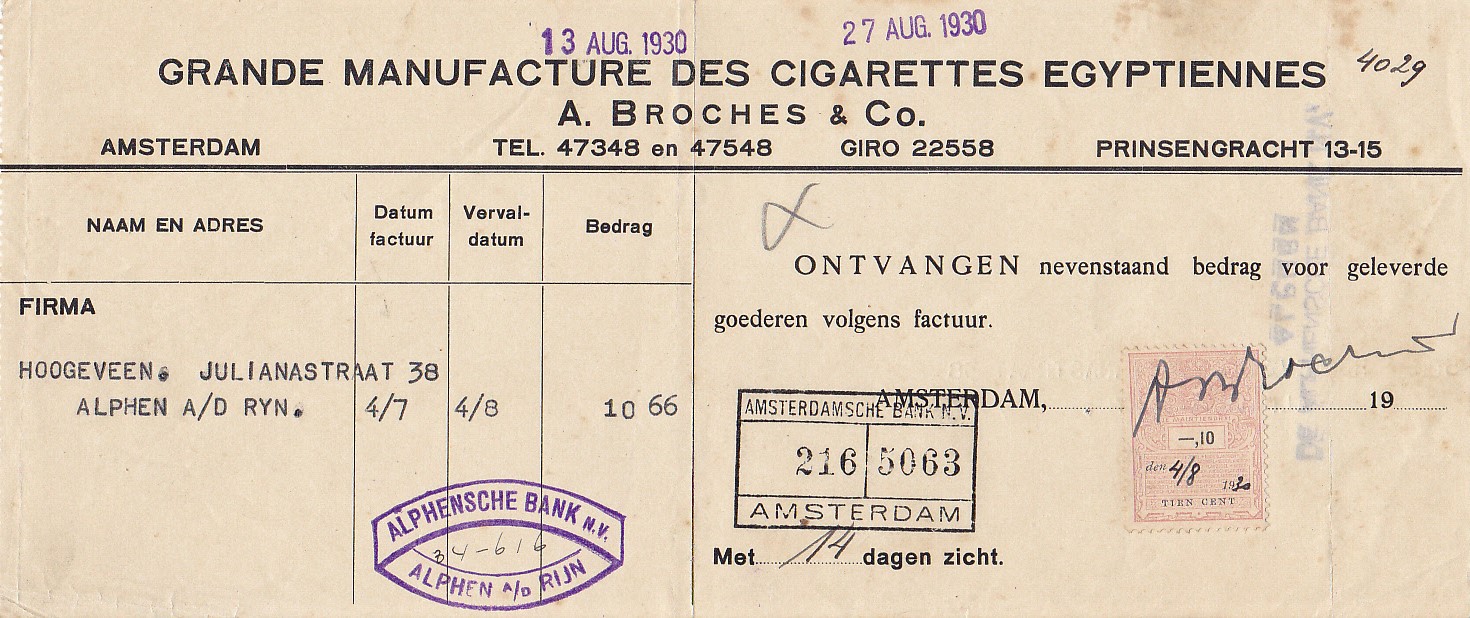 13 AUG. 1930
27 AUG. 1930
GRANDE MANUFACTURE DES CIGARETTES EGYPTIENNES
4029
A. BROCHES & Co.
AMSTERDAM TEL. 47348 en 47548 GIRO 22558 PRINSENGRACHT 13-15
NAAM EN ADRES
Datum factuur
Verval-datum
Bedrag
FIRMA
HOOGEVEEN. JULIANASTRAAT 38
ALPHEN A/D RYN. 4/7 4/8 10 66
ALPHENSCHE BANK N.V.
34-616
ALPHEN A/D RIJN
ONTVANGEN nevenstaand bedrag voor geleverde
goederen volgens factuur.
AMSTERDAM, 19
ABroches
AMSTERDAMSCHE BANK N.V.
216 5063
AMSTERDAM
—,10
den 4/8 1930
TIEN CENT
Met 14 dagen zicht.